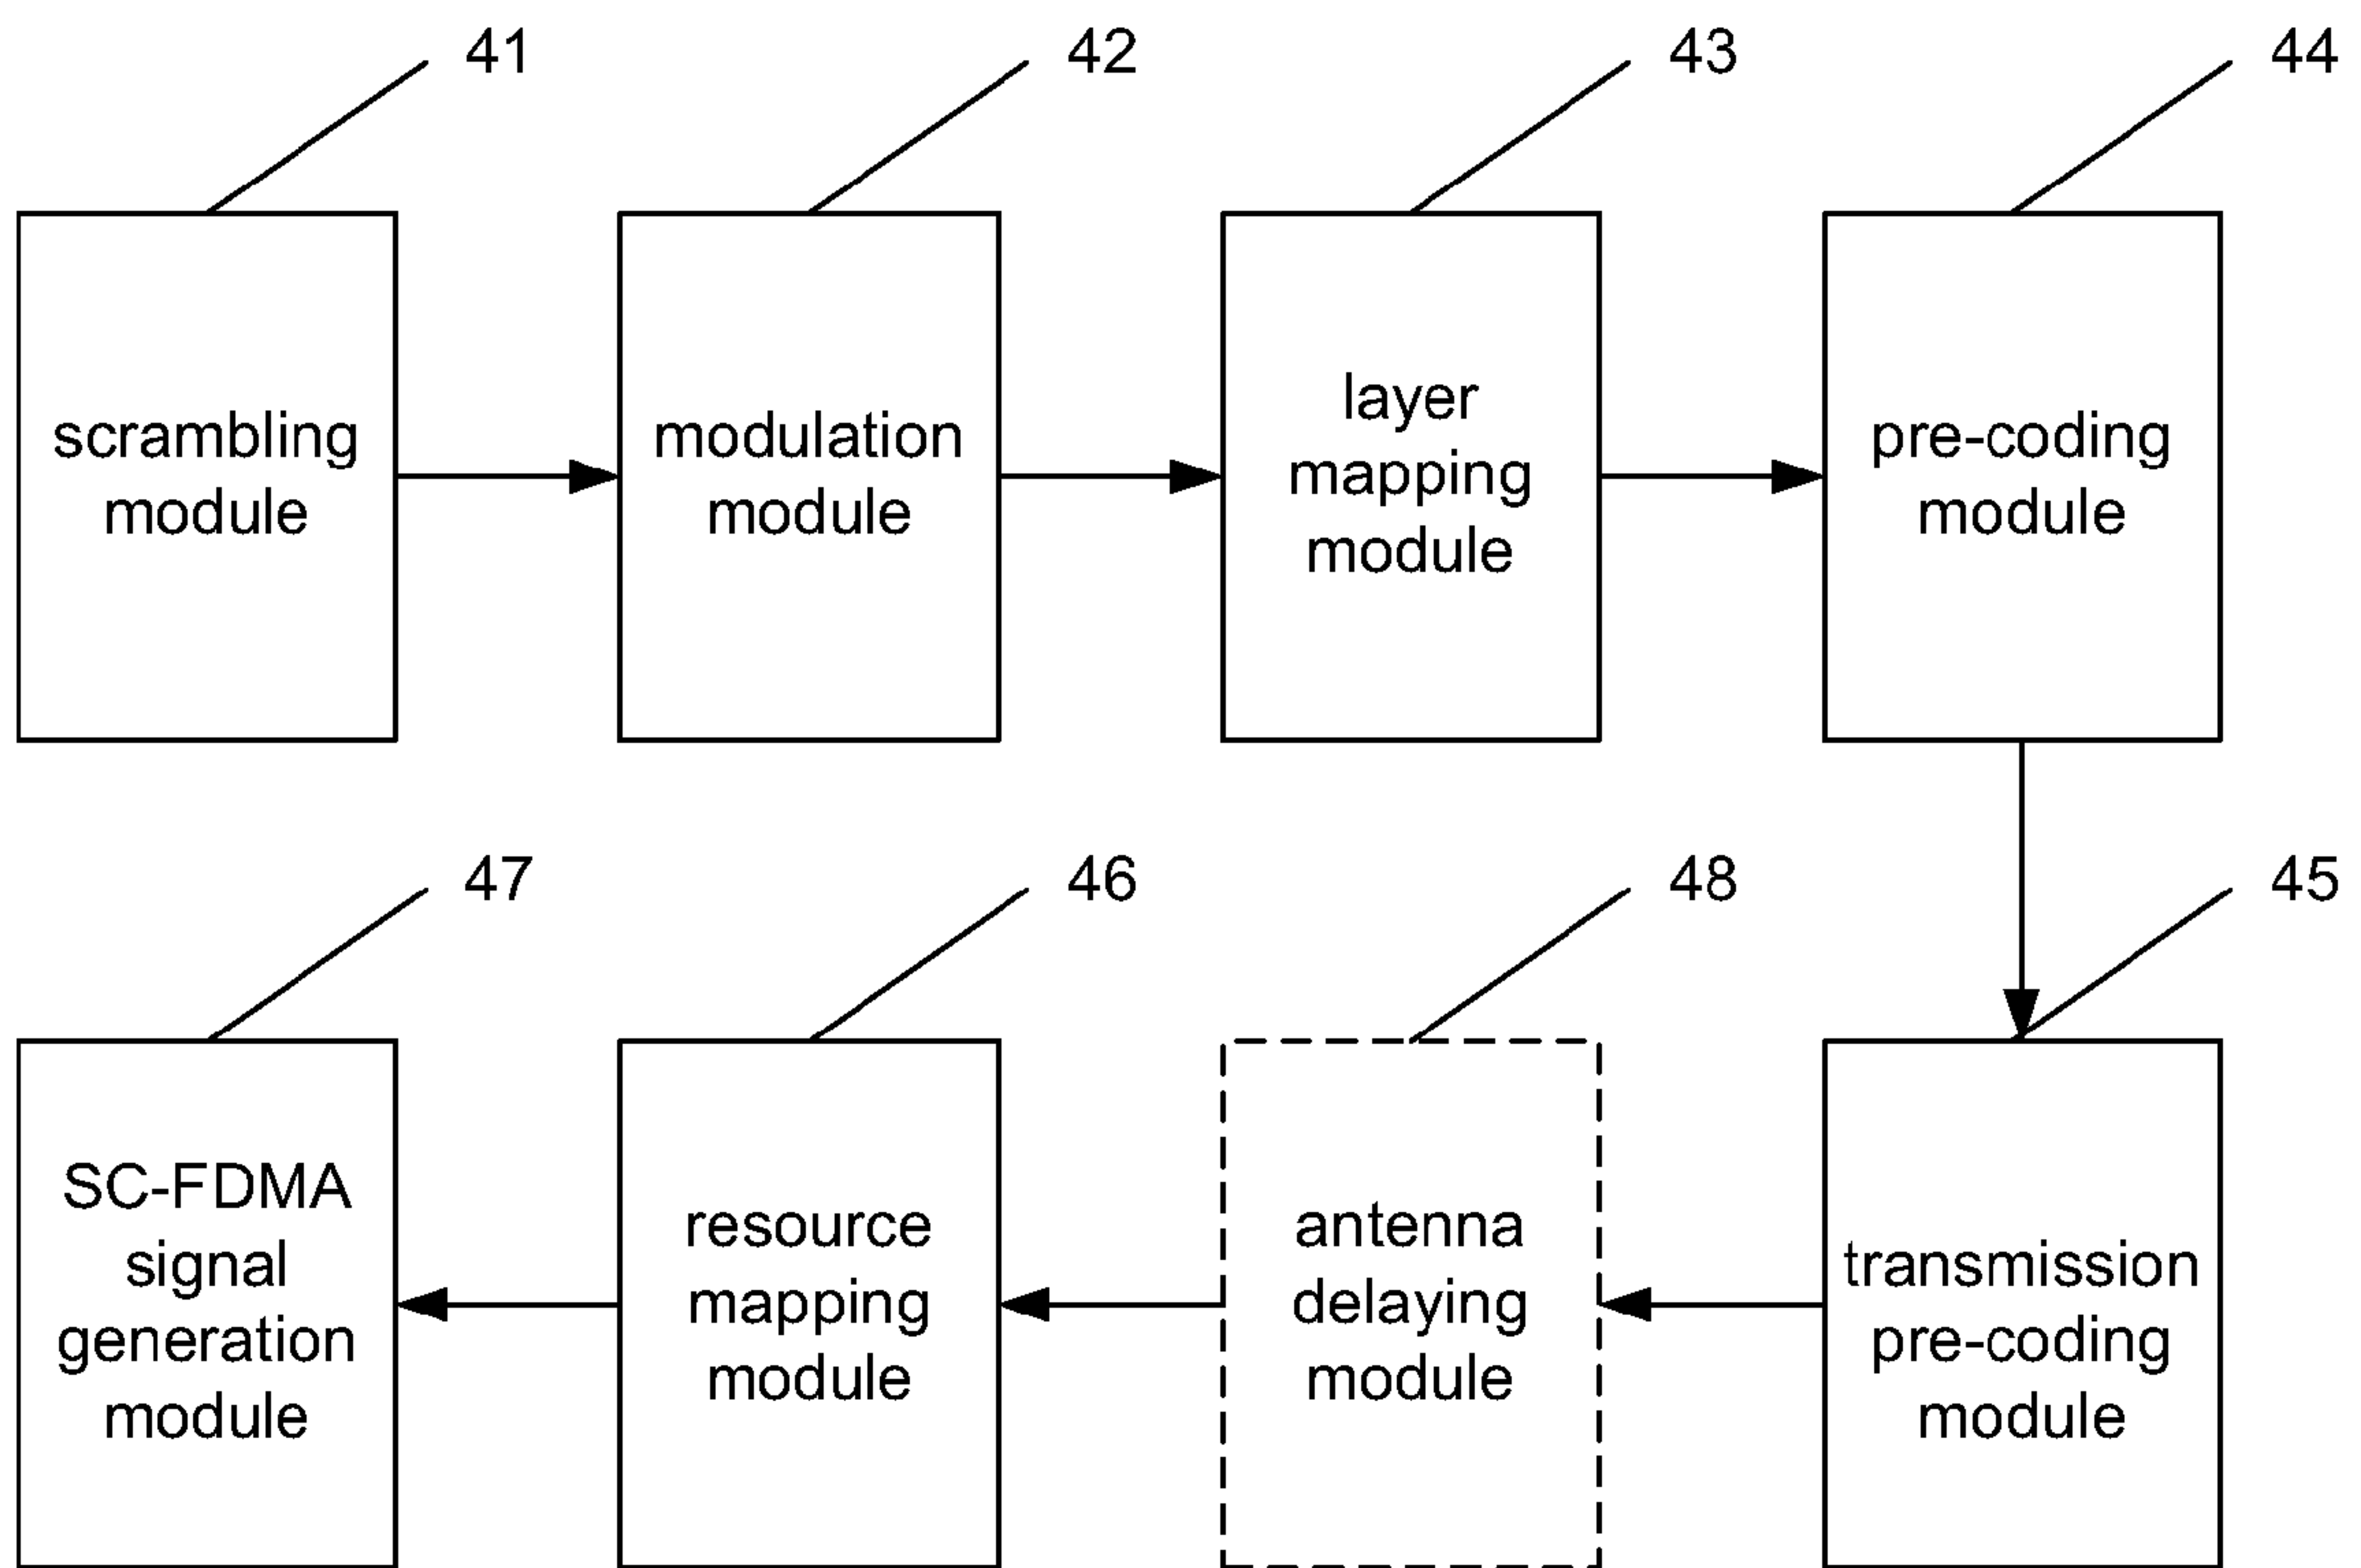 41
42
43
44
scrambling
module
modulation
module
layer
mapping
module
pre-coding
module
47
46
48
45
SC-FDMA
signal
generation
module
resource
mapping
module
antenna
delaying
module
transmission
pre-coding
module